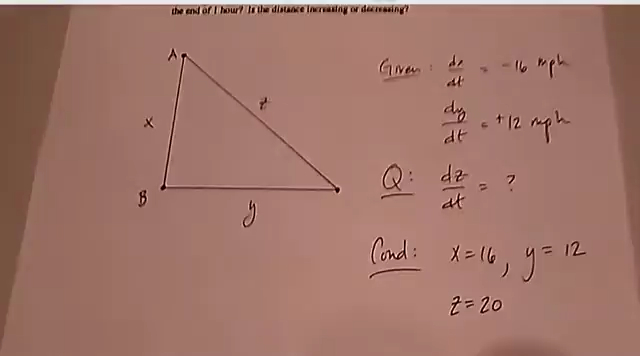 the end of 1 hour? Is the distance increasing or decreasing?
A
z
x
B
y
Given: dx/dt = -16 mph
dy/dt = +12 mph
Q: dz/dt = ?
Cond: x=16, y=12
z=20